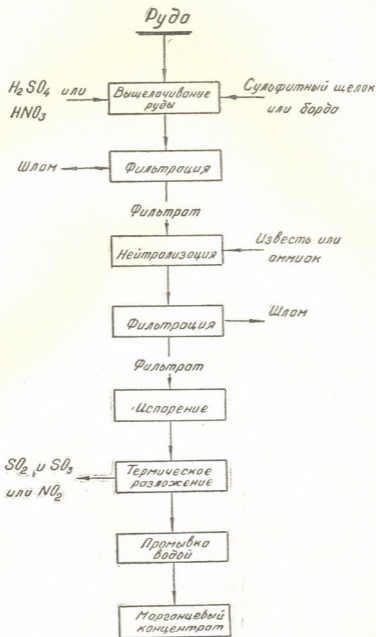 Руда
H₂SO₄ или
HNO₃
Выщелачивание
руды
Сульфитный щелок
или барда
Шлам
Фильтрация
Фильтрат
Нейтрализация
Известь или
аммиак
Фильтрация
Шлам
Фильтрат
Испарение
SO₂ и SO₃
или NO₂
Термическое
разложение
Промывка
водой
Марганцевый
концентрат